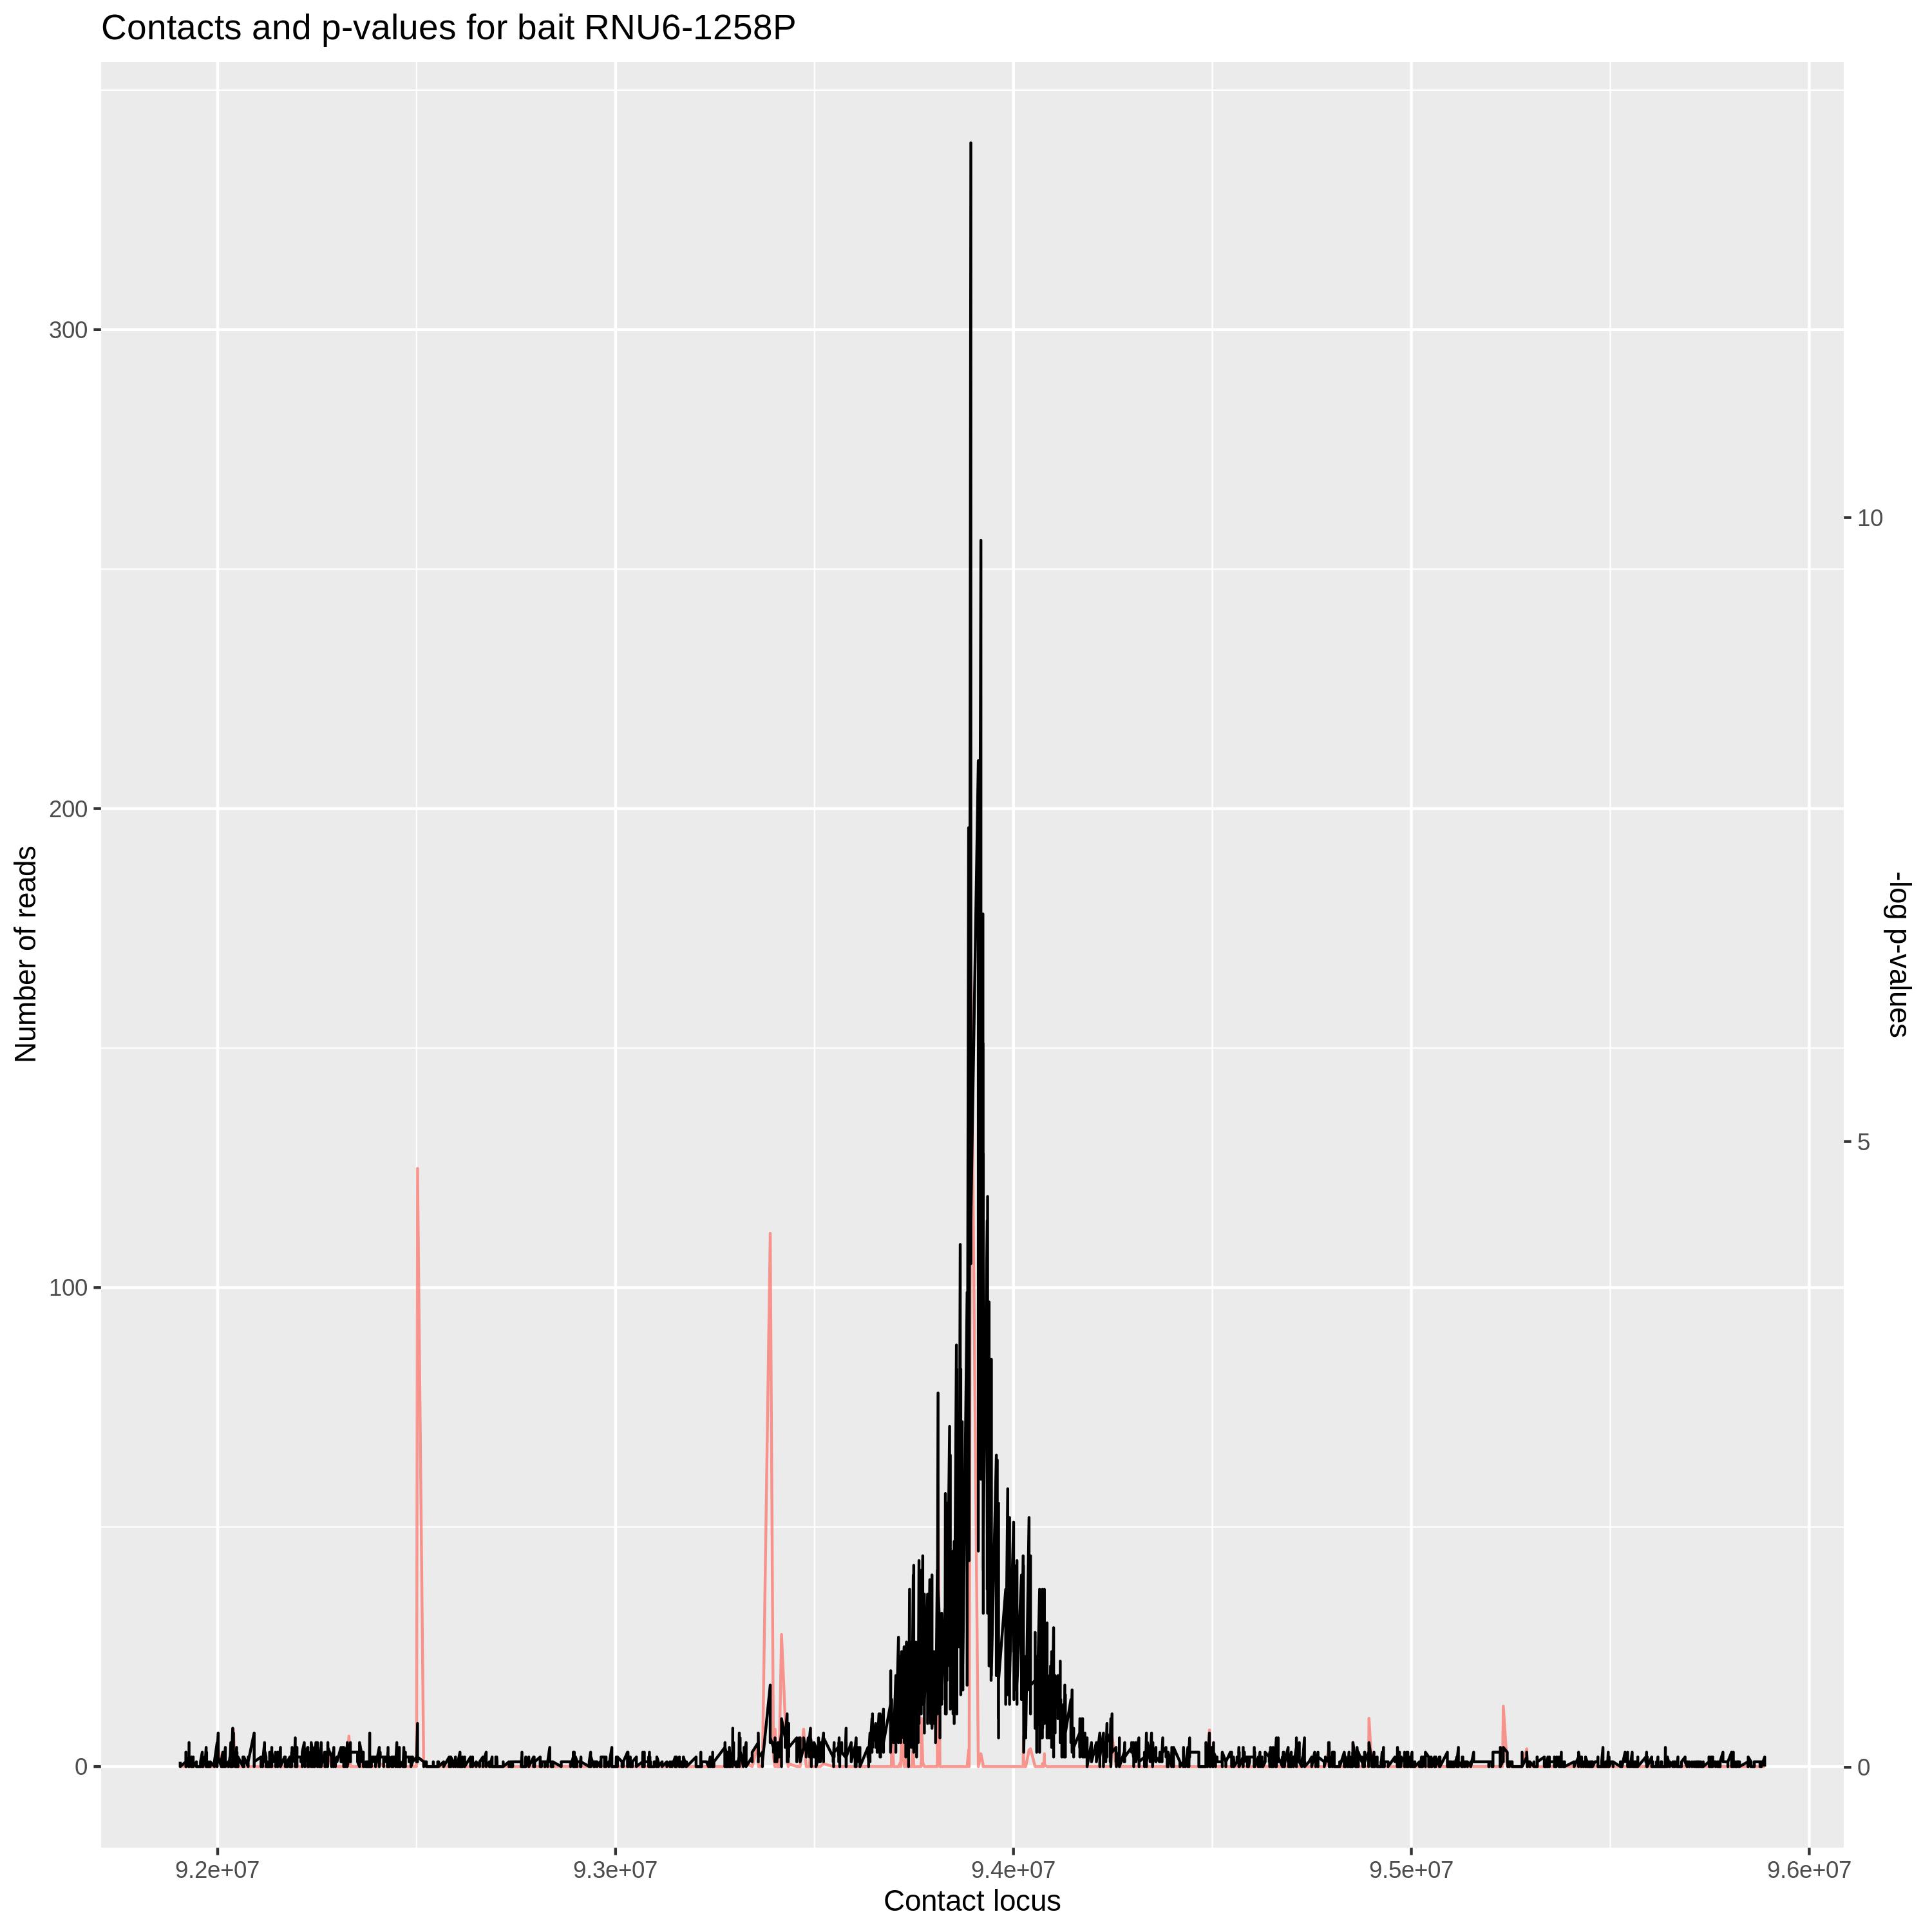 Contacts and p-values for bait RNU6-1258P
300
200
100
0
Number of reads
10
5
0
-log p-values
9.2e+07 9.3e+07 9.4e+07 9.5e+07 9.6e+07
Contact locus